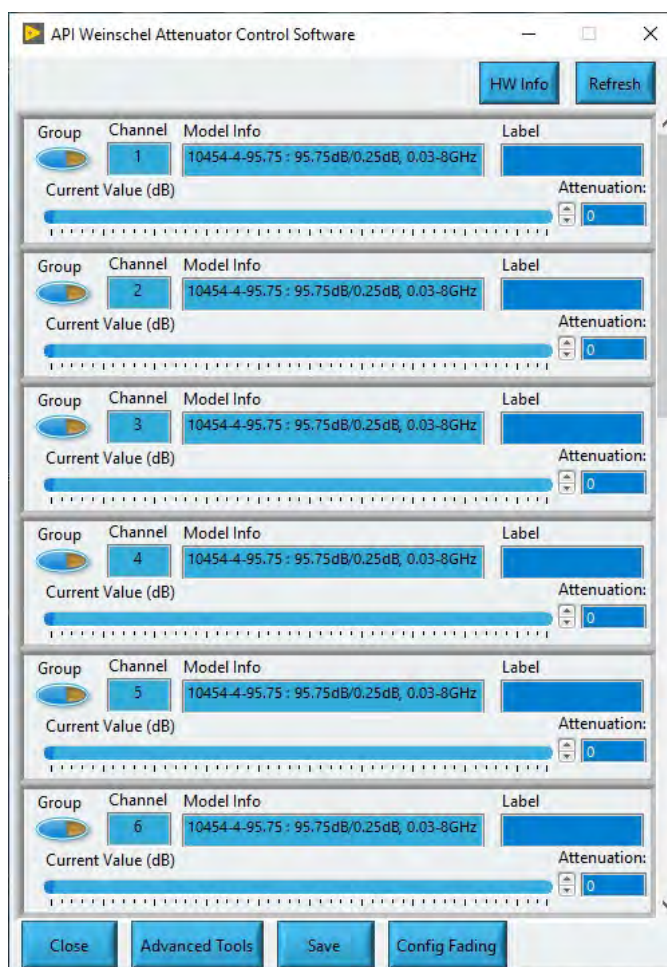 API Weinschel Attenuator Control Software
HW Info Refresh
Group Channel Model Info Label
1 10454-4-95.75 : 95.75dB/0.25dB, 0.03-8GHz
Current Value (dB) Attenuation:
0
Group Channel Model Info Label
2 10454-4-95.75 : 95.75dB/0.25dB, 0.03-8GHz
Current Value (dB) Attenuation:
0
Group Channel Model Info Label
3 10454-4-95.75 : 95.75dB/0.25dB, 0.03-8GHz
Current Value (dB) Attenuation:
0
Group Channel Model Info Label
4 10454-4-95.75 : 95.75dB/0.25dB, 0.03-8GHz
Current Value (dB) Attenuation:
0
Group Channel Model Info Label
5 10454-4-95.75 : 95.75dB/0.25dB, 0.03-8GHz
Current Value (dB) Attenuation:
0
Group Channel Model Info Label
6 10454-4-95.75 : 95.75dB/0.25dB, 0.03-8GHz
Current Value (dB) Attenuation:
0
Close Advanced Tools Save Config Fading